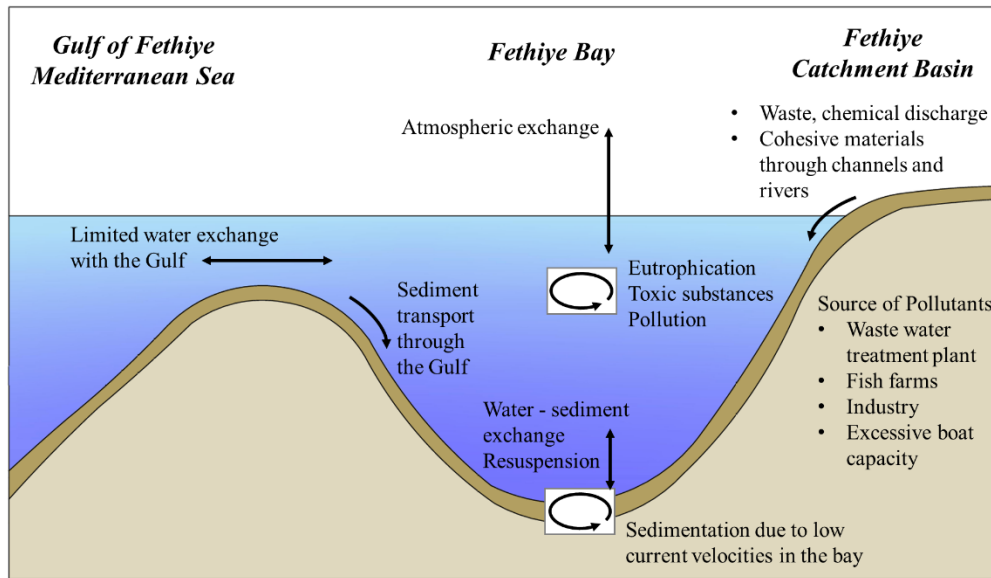 Gulf of Fethiye
Mediterranean Sea
Fethiye Bay
Fethiye
Catchment Basin
• Waste, chemical discharge
• Cohesive materials
through channels and
rivers
Atmospheric exchange
Limited water exchange
with the Gulf
Sediment
transport
through
the Gulf
Eutrophication
Toxic substances
Pollution
Source of Pollutants
• Waste water
treatment plant
• Fish farms
• Industry
• Excessive boat
capacity
Water - sediment
exchange
Resuspension
Sedimentation due to low
current velocities in the bay